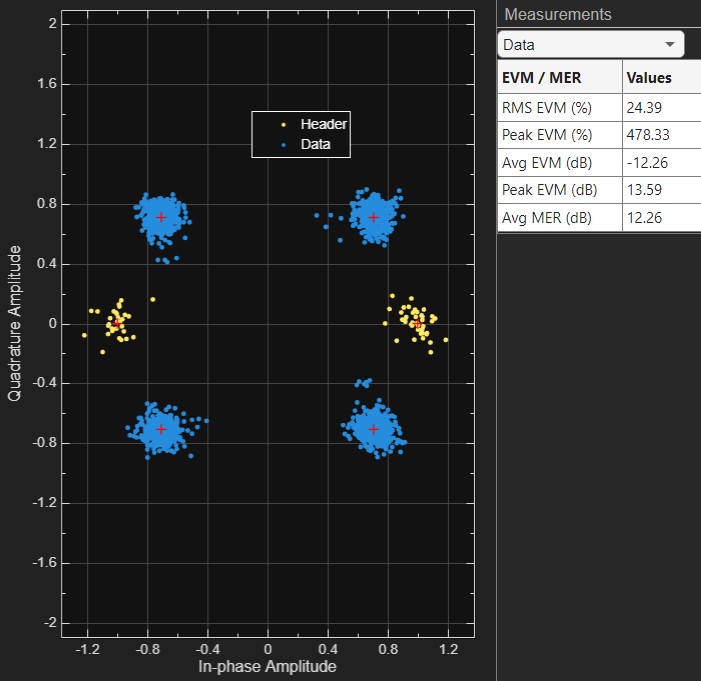 2
1.6
1.2
0.8
0.4
0
-0.4
-0.8
-1.2
-1.6
-2
Quadrature Amplitude
Header
Data
-1.2 -0.8 -0.4 0 0.4 0.8 1.2
In-phase Amplitude
Measurements
Data
EVM / MER Values
RMS EVM (%) 24.39
Peak EVM (%) 478.33
Avg EVM (dB) -12.26
Peak EVM (dB) 13.59
Avg MER (dB) 12.26